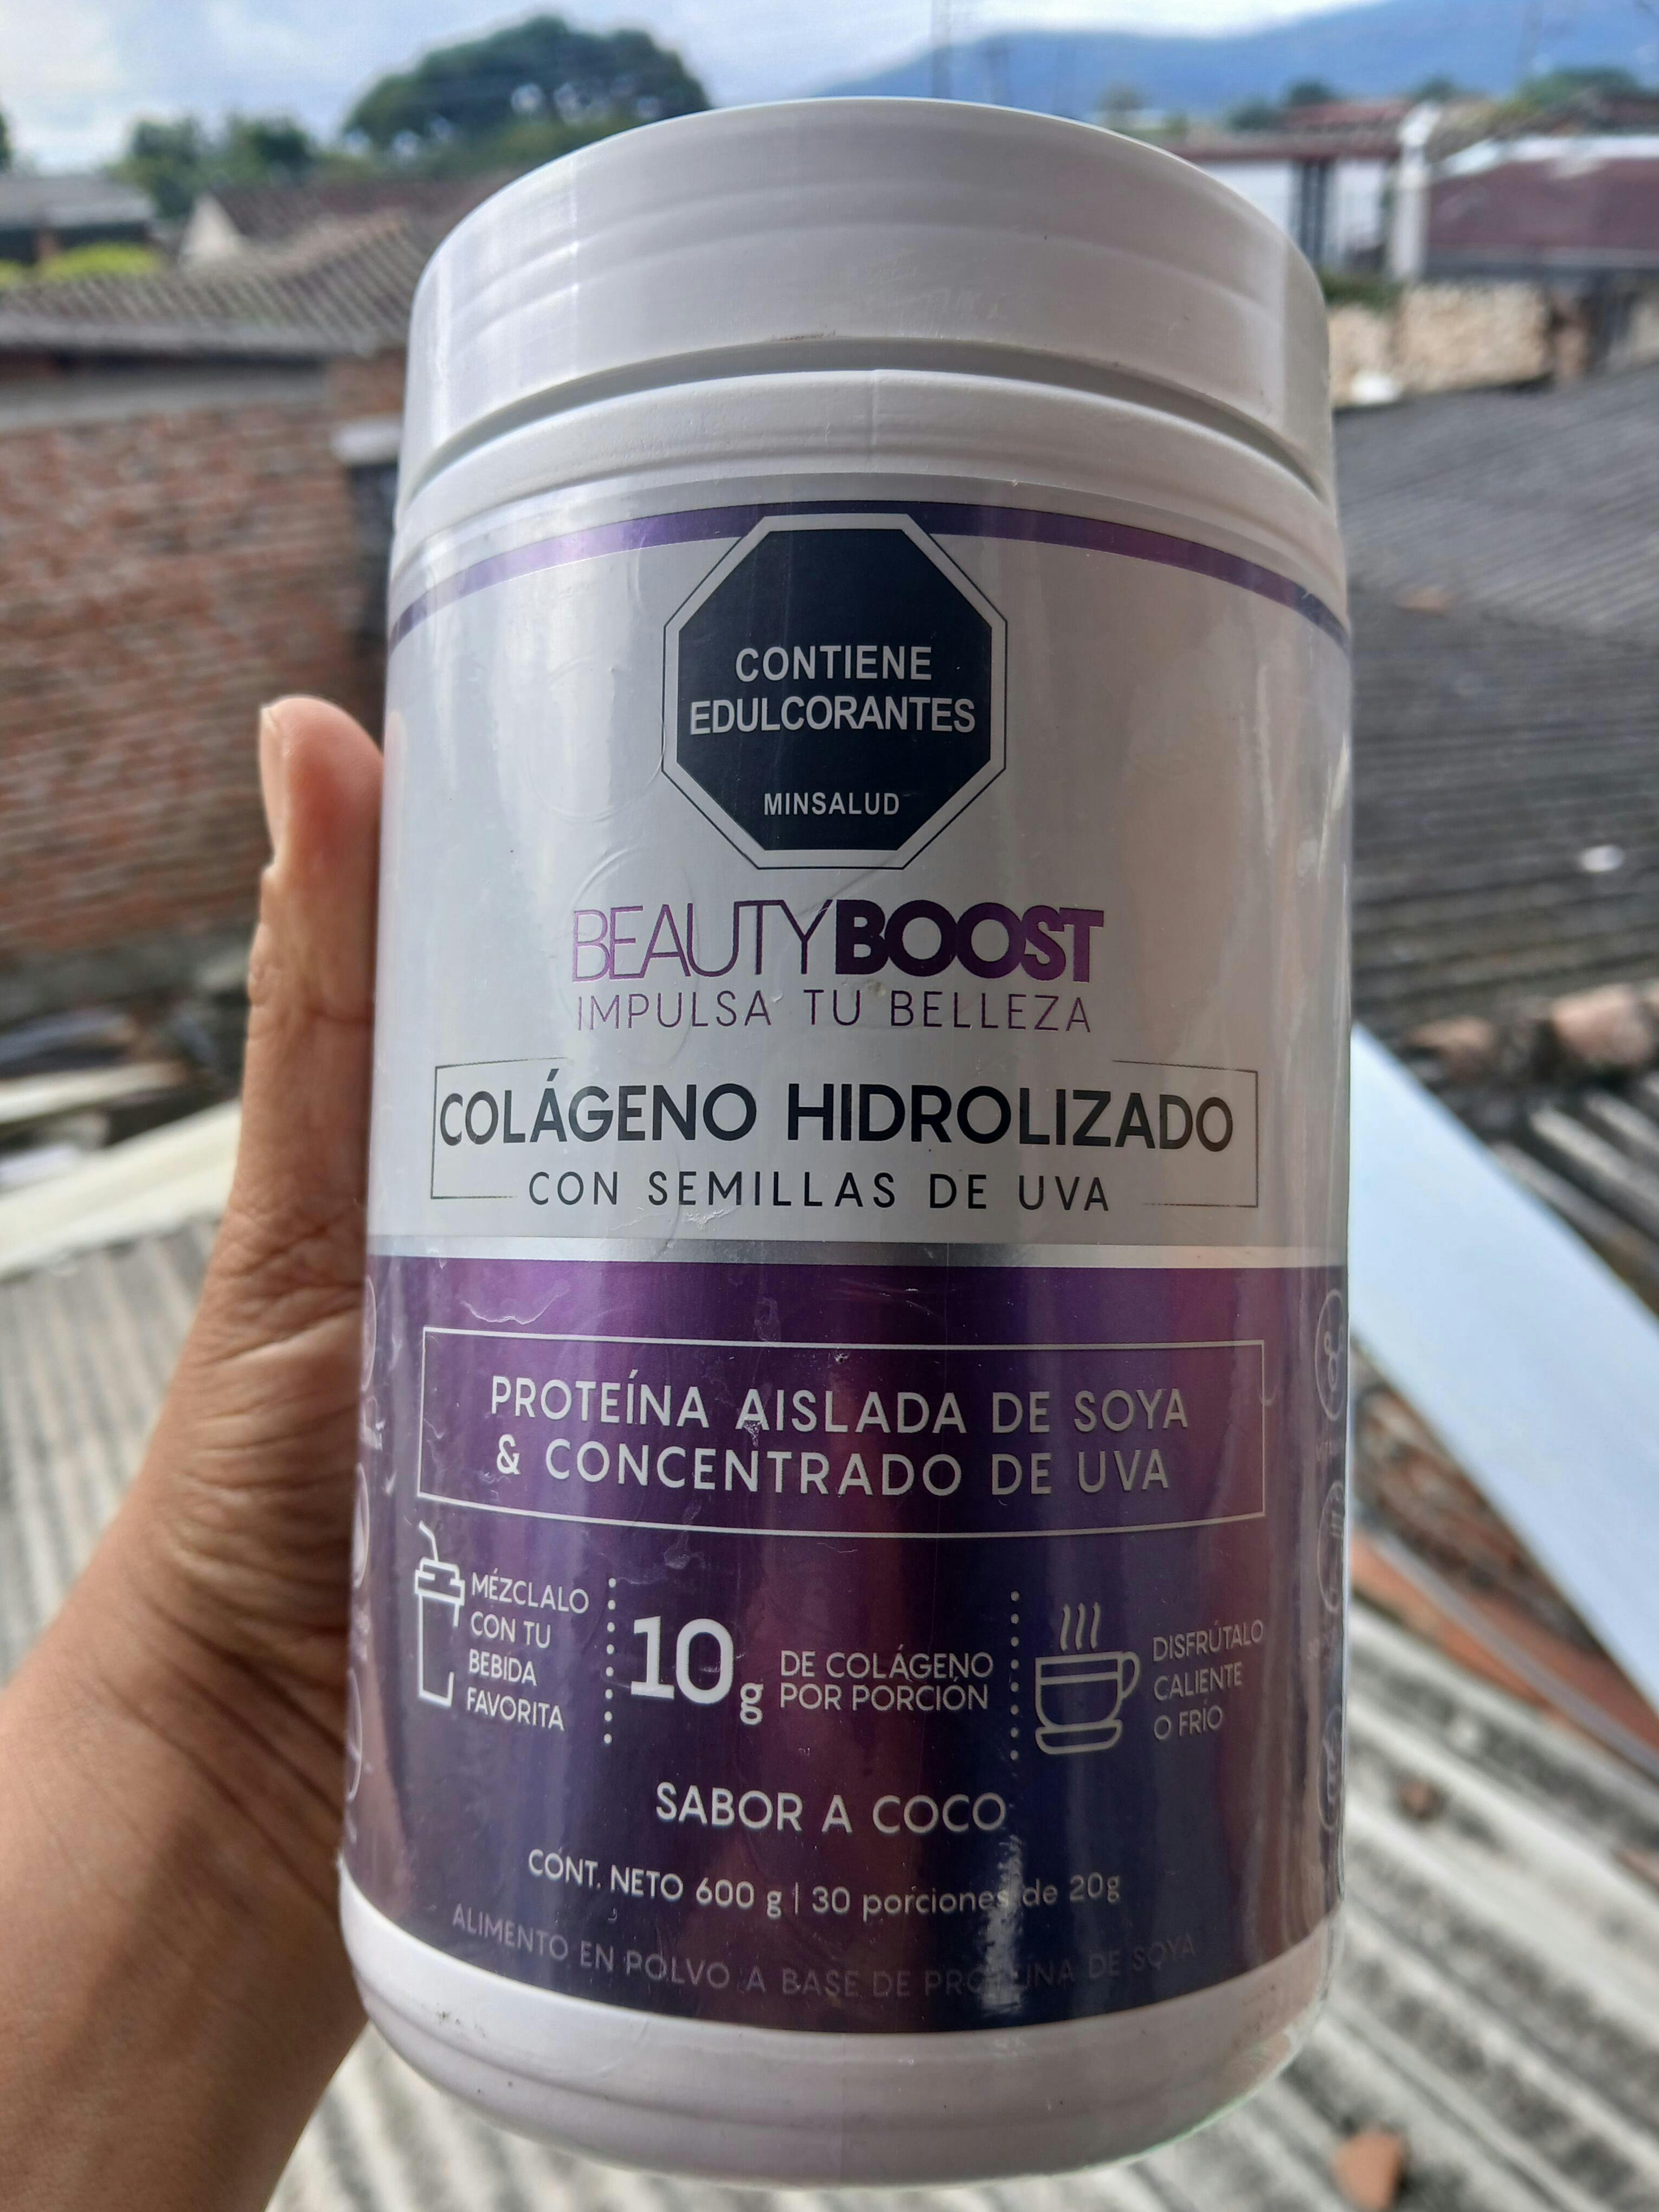 CONTIENE
EDULCORANTES
MINSALUD
BEAUTYBOOST
IMPULSA TU BELLEZA
COLÁGENO HIDROLIZADO
CON SEMILLAS DE UVA
PROTEÍNA AISLADA DE SOYA
& CONCENTRADO DE UVA
MÉZCLALO
CON TU
BEBIDA
FAVORITA
10g
DE COLÁGENO
POR PORCIÓN
DISFRÚTALO
CALIENTE
O FRÍO
SABOR A COCO
CONT. NETO 600 g | 30 porciones de 20g
ALIMENTO EN POLVO A BASE DE PROTEÍNA DE SOYA